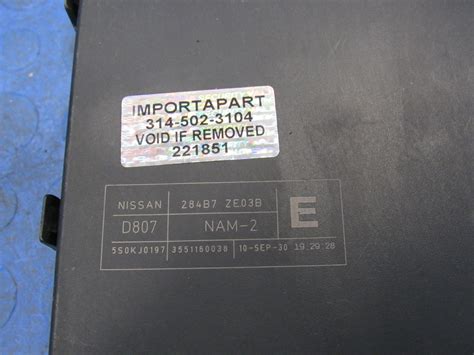 IMPORTAPART
314-502-3104
VOID IF REMOVED
221851
NISSAN 284B7 ZE03B
D807 NAM-2 E
5S0KJ0197 3551160038 10-SEP-30 19:29:28